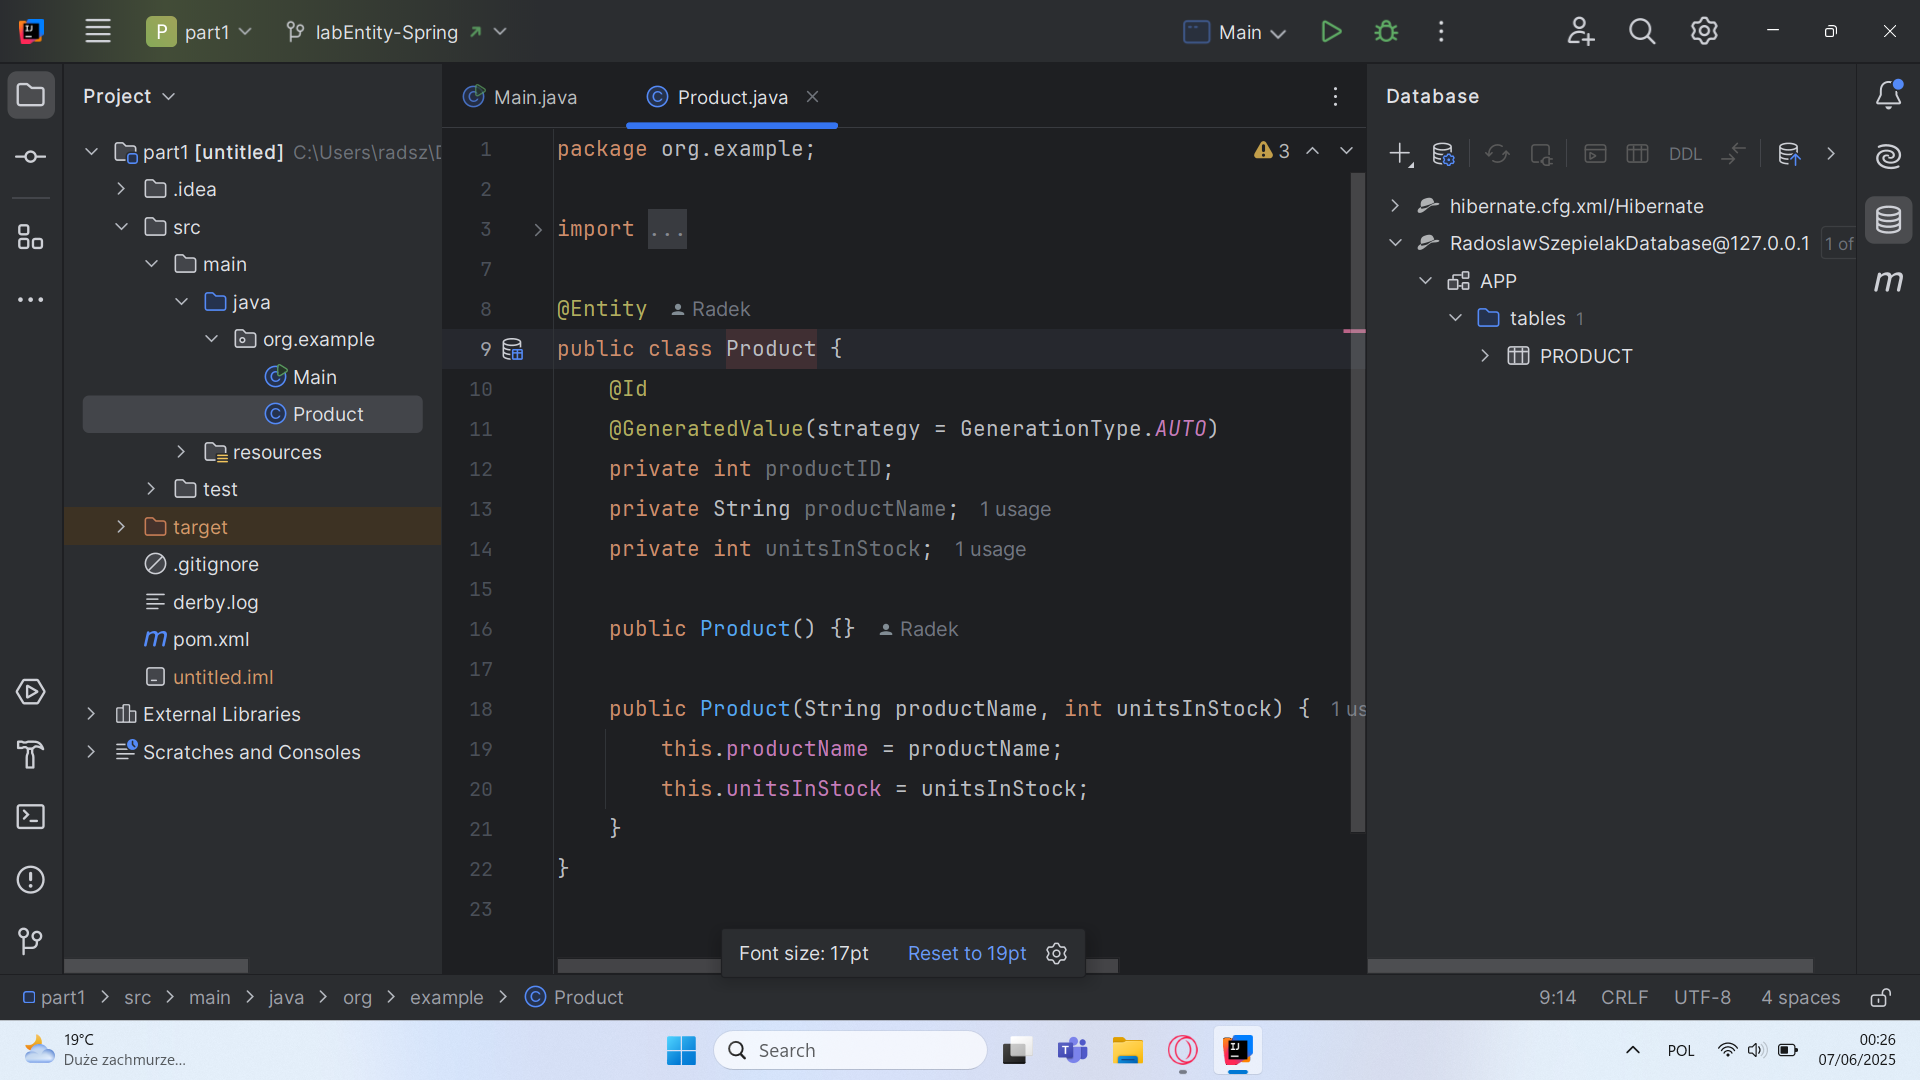 P part1
labEntity-Spring
Main
Project
part1 [untitled] C:\Users\radsz\
.idea
src
main
java
org.example
Main
Product
resources
test
target
.gitignore
derby.log
pom.xml
untitled.iml
External Libraries
Scratches and Consoles
Main.java
Product.java
3
1 package org.example;
2
3 import ...
7
8 @Entity Radek
9 public class Product {
10 @Id
11 @GeneratedValue(strategy = GenerationType.AUTO)
12 private int productID;
13 private String productName; 1 usage
14 private int unitsInStock; 1 usage
15
16 public Product() {} Radek
17
18 public Product(String productName, int unitsInStock) { 1 us
19 this.productName = productName;
20 this.unitsInStock = unitsInStock;
21 }
22 }
23
Font size: 17pt Reset to 19pt
Database
DDL
hibernate.cfg.xml/Hibernate
RadoslawSzepielakDatabase@127.0.0.1 1 of
APP
tables 1
PRODUCT
m
part1 > src > main > java > org > example > Product
9:14 CRLF UTF-8 4 spaces
19°C
Duże zachmurze...
Search
POL
00:26
07/06/2025